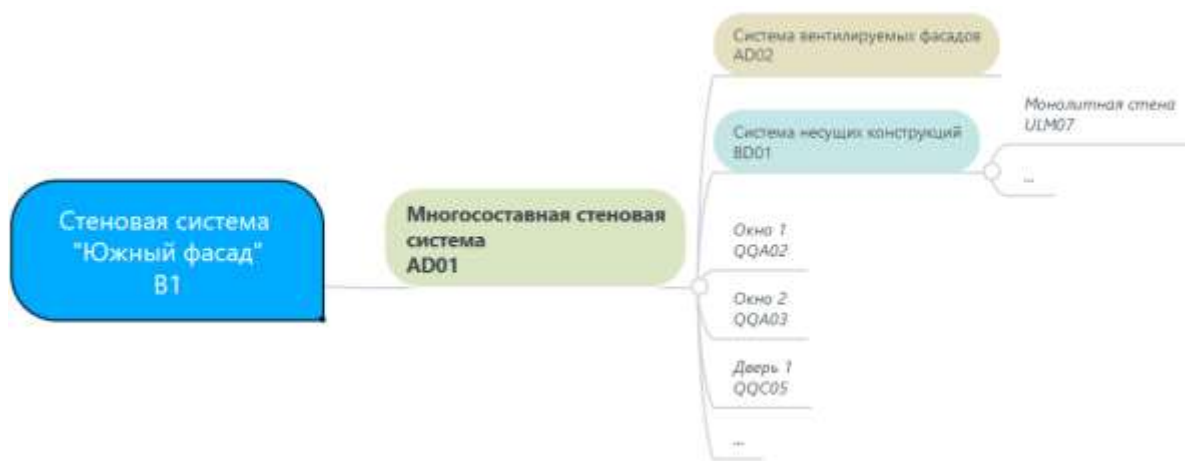 Стеновая система
"Южный фасад"
B1
Многосоставная стеновая
система
AD01
Система вентилируемых фасадов
AD02
Система несущих конструкций
BD01
Монолитная стена
ULM07
...
Окно 1
QQA02
Окно 2
QQA03
Дверь 1
QQC05
...